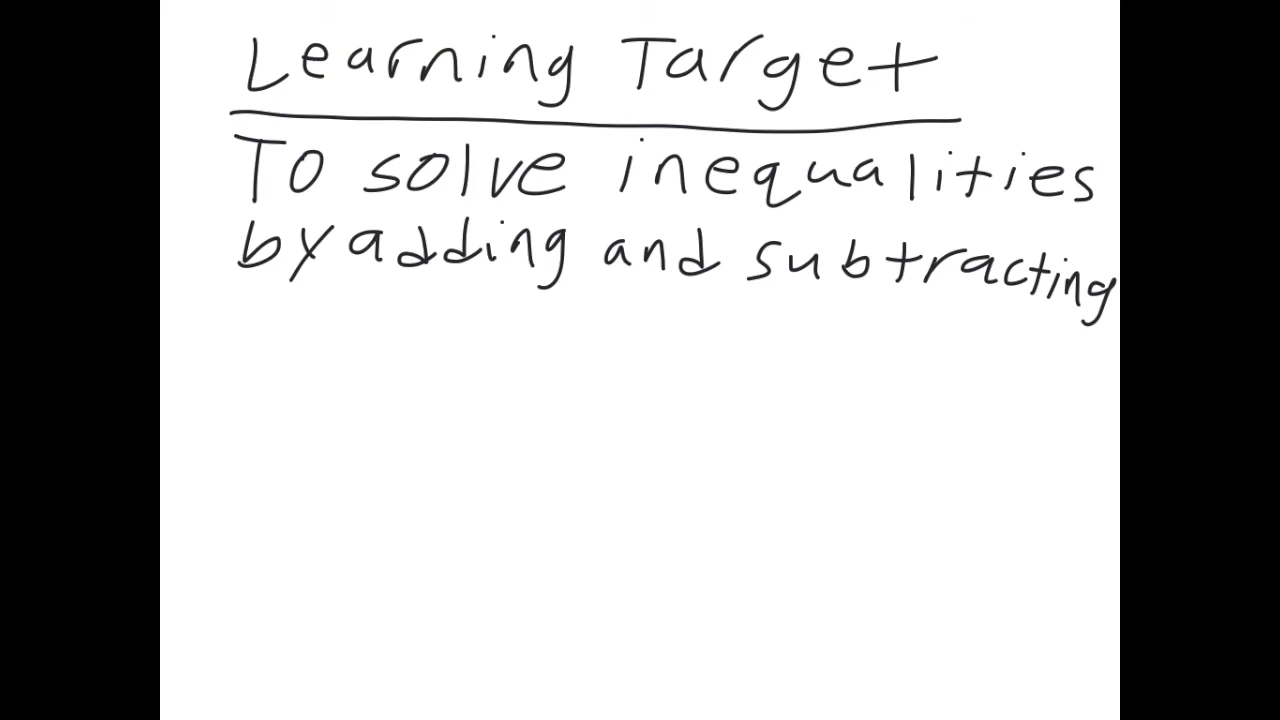 Learning Target
To solve inequalities
by adding and subtracting